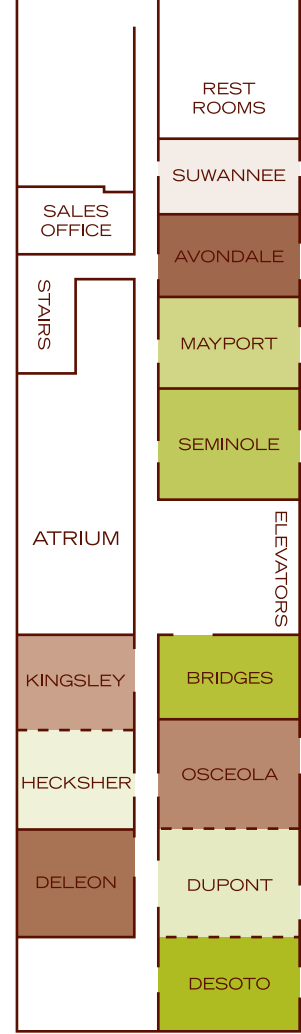 REST
ROOMS
SUWANNEE
SALES
OFFICE
AVONDALE
STAIRS
MAYPORT
SEMINOLE
ATRIUM
ELEVATORS
KINGSLEY
BRIDGES
HECKSHER
OSCEOLA
DELEON
DUPONT
DESOTO